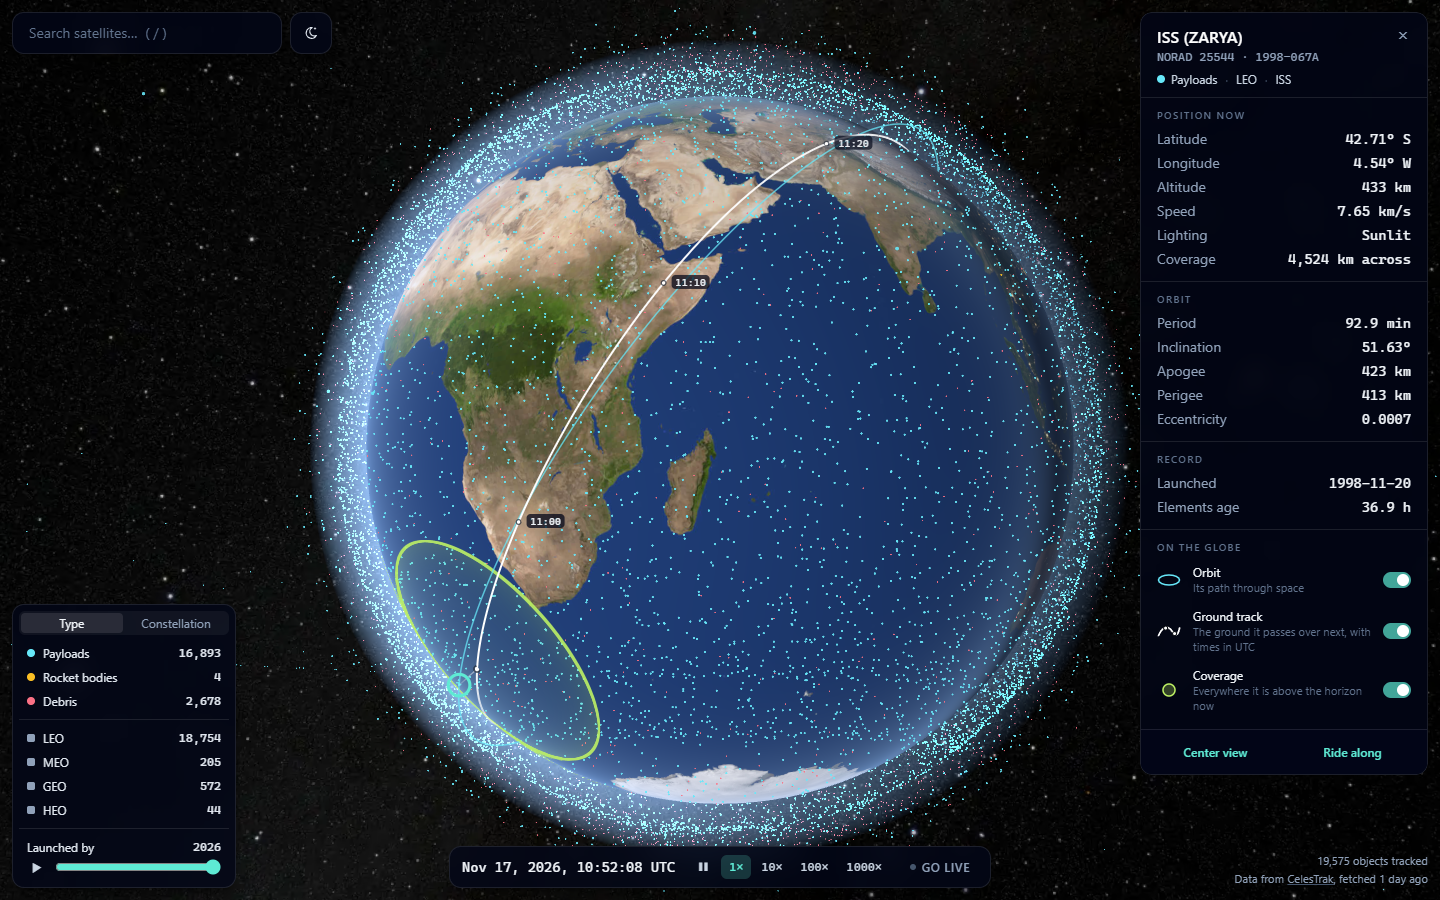 Search satellites... (/)
ISS (ZARYA)
NORAD 25544 · 1998-067A
Payloads · LEO · ISS
POSITION NOW
Latitude 42.71° S
Longitude 4.54° W
Altitude 433 km
Speed 7.65 km/s
Lighting Sunlit
Coverage 4,524 km across
ORBIT
Period 92.9 min
Inclination 51.63°
Apogee 423 km
Perigee 413 km
Eccentricity 0.0007
RECORD
Launched 1998-11-20
Elements age 36.9 h
ON THE GLOBE
Orbit
Its path through space
Ground track
The ground it passes over next, with
times in UTC
Coverage
Everywhere it is above the horizon
now
Center view Ride along
11:20
11:10
11:00
Type Constellation
Payloads 16,893
Rocket bodies 4
Debris 2,678
LEO 18,754
MEO 205
GEO 572
HEO 44
Launched by 2026
Nov 17, 2026, 10:52:08 UTC 1× 10× 100× 1000× GO LIVE
19,575 objects tracked
Data from CelesTrak, fetched 1 day ago